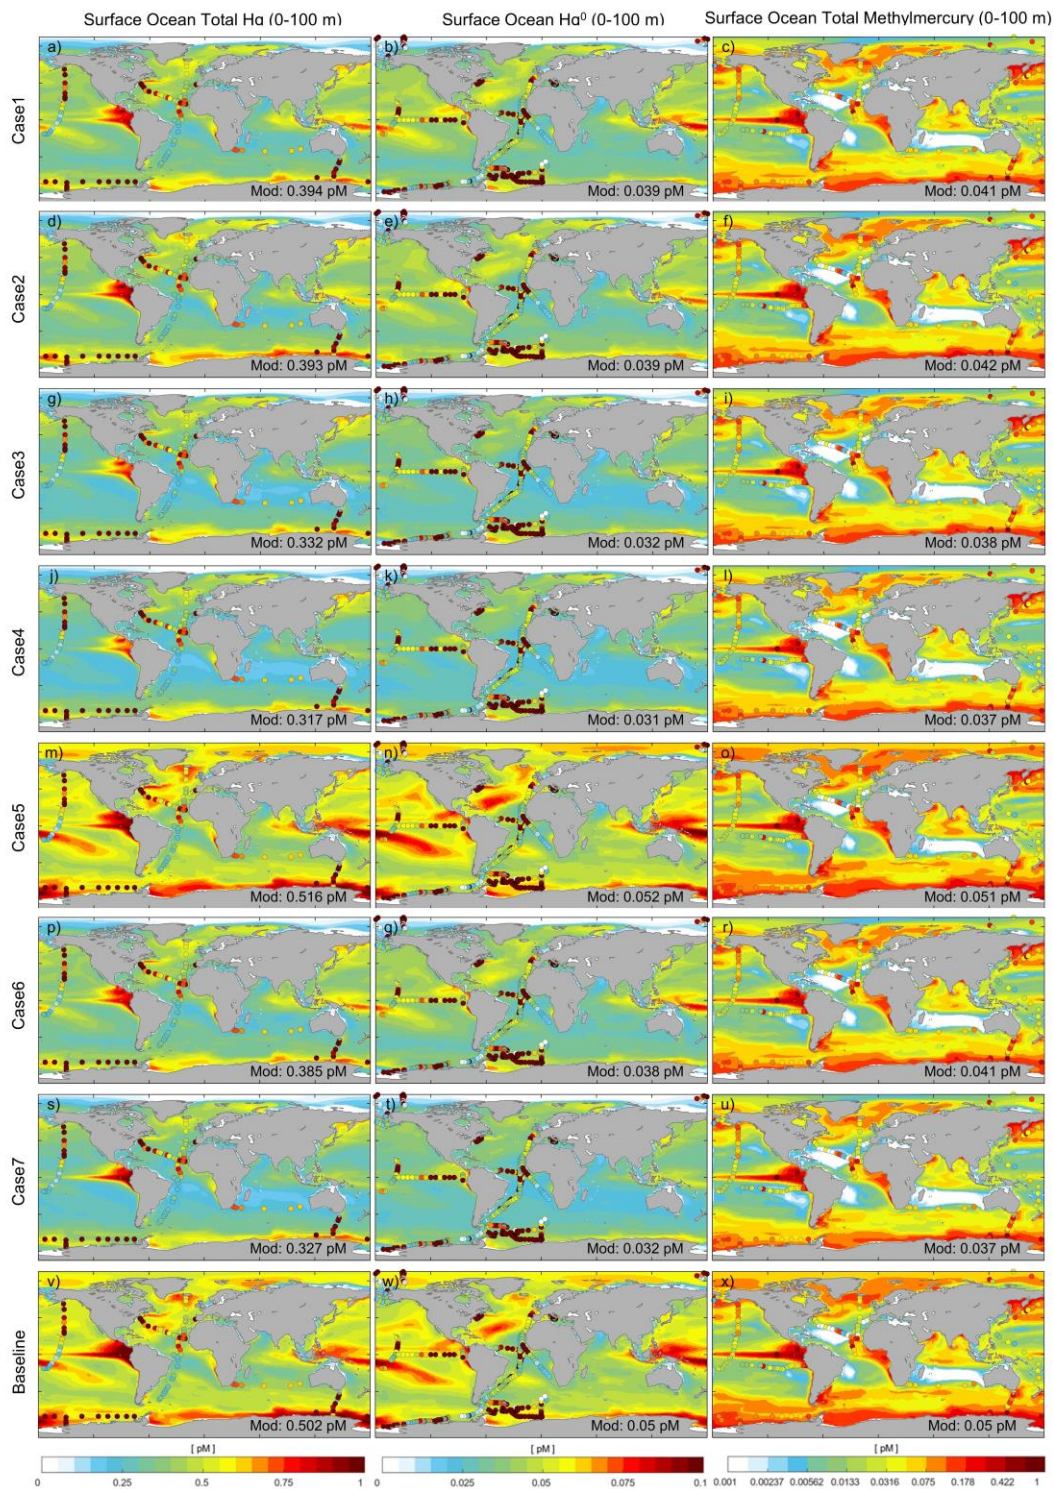 Surface Ocean Total Hg (0-100 m) Surface Ocean Hg⁰ (0-100 m) Surface Ocean Total Methylmercury (0-100 m)
Case1
a) b) c)
Mod: 0.394 pM Mod: 0.039 pM Mod: 0.041 pM
Case2
d) e) f)
Mod: 0.393 pM Mod: 0.039 pM Mod: 0.042 pM
Case3
g) h) i)
Mod: 0.332 pM Mod: 0.032 pM Mod: 0.038 pM
Case4
j) k) l)
Mod: 0.317 pM Mod: 0.031 pM Mod: 0.037 pM
Case5
m) n) o)
Mod: 0.516 pM Mod: 0.052 pM Mod: 0.051 pM
Case6
p) q) r)
Mod: 0.385 pM Mod: 0.038 pM Mod: 0.041 pM
Case7
s) t) u)
Mod: 0.327 pM Mod: 0.032 pM Mod: 0.037 pM
Baseline
v) w) x)
Mod: 0.502 pM Mod: 0.05 pM Mod: 0.05 pM
[ pM ] [ pM ] [ pM ]
0 0.25 0.5 0.75 1 0 0.025 0.05 0.075 0.1 0.001 0.00237 0.00562 0.0133 0.0316 0.075 0.178 0.422 1